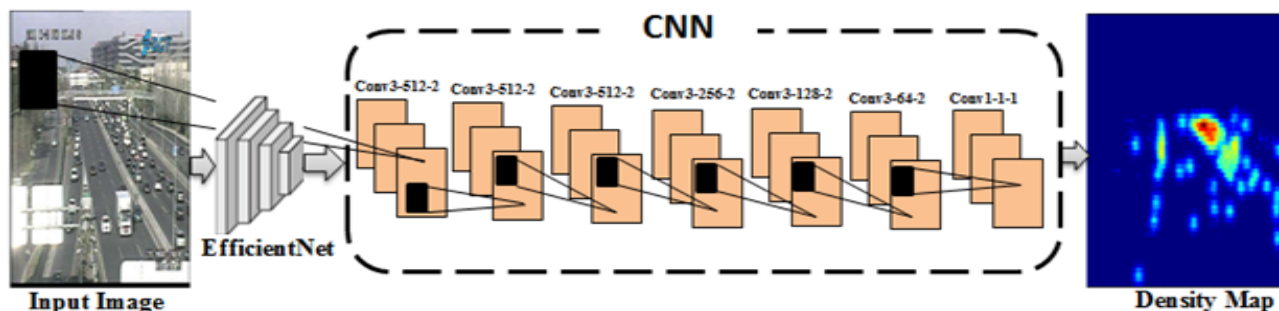 CNN
Conv3-512-2 Conv3-512-2 Conv3-512-2 Conv3-256-2 Conv3-128-2 Conv3-64-2 Conv1-1-1
EfficientNet
Input Image
Density Map